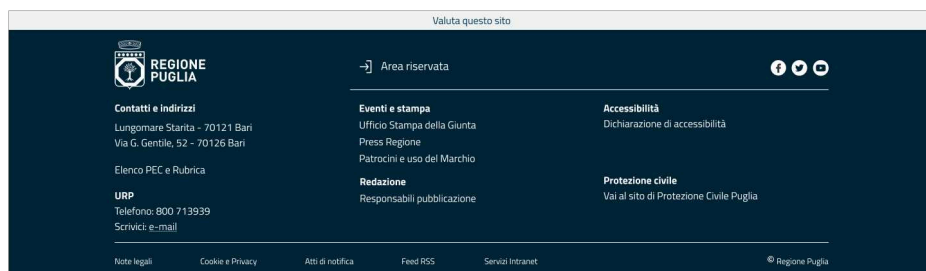 Valuta questo sito
REGIONE
PUGLIA
Area riservata
Contatti e indirizzi
Lungomare Starita - 70121 Bari
Via G. Gentile, 52 - 70126 Bari
Elenco PEC e Rubrica
URP
Telefono: 800 713939
Scrivici: e-mail
Eventi e stampa
Ufficio Stampa della Giunta
Press Regione
Patrocini e uso del Marchio
Redazione
Responsabili pubblicazione
Accessibilità
Dichiarazione di accessibilità
Protezione civile
Vai al sito di Protezione Civile Puglia
Note legali Cookie e Privacy Atti di notifica Feed RSS Servizi Intranet © Regione Puglia